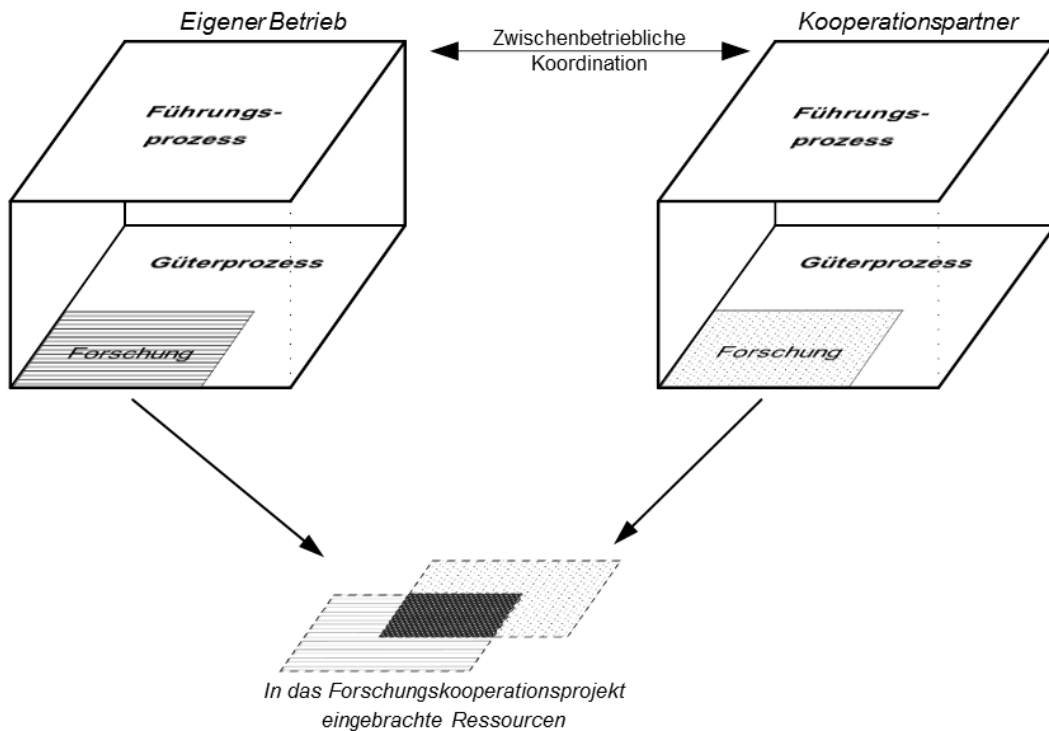 Eigener Betrieb
Kooperationspartner
Zwischenbetriebliche
Koordination
Führungs-
prozess
Führungs-
prozess
Güterprozess
Güterprozess
Forschung
Forschung
In das Forschungskooperationsprojekt
eingebrachte Ressourcen